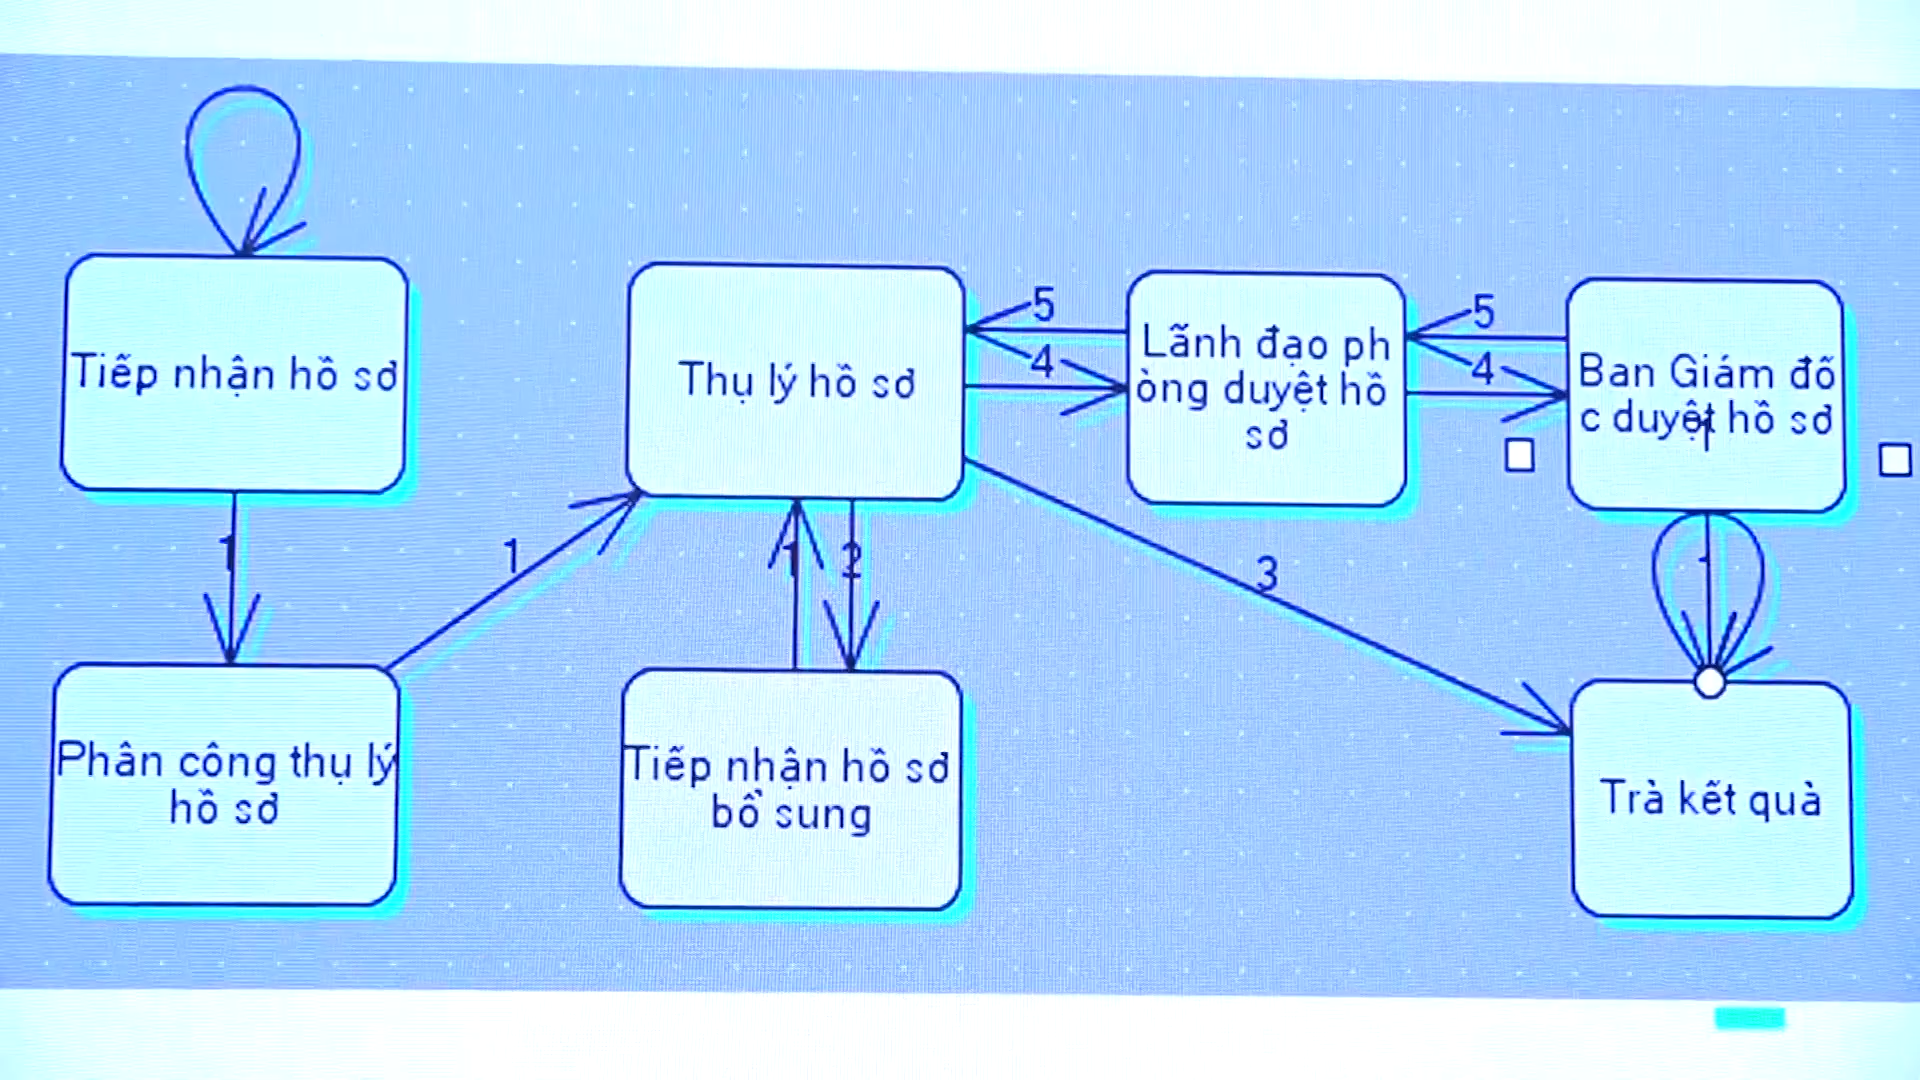 Tiếp nhận hồ sơ
1
Phân công thụ lý
hồ sơ
1
Thụ lý hồ sơ
1
2
Tiếp nhận hồ sơ
bổ sung
5
4
3
Lãnh đạo ph
òng duyệt hồ
sơ
5
4
Ban Giám đố
c duyệt hồ sơ
1
Trả kết quả